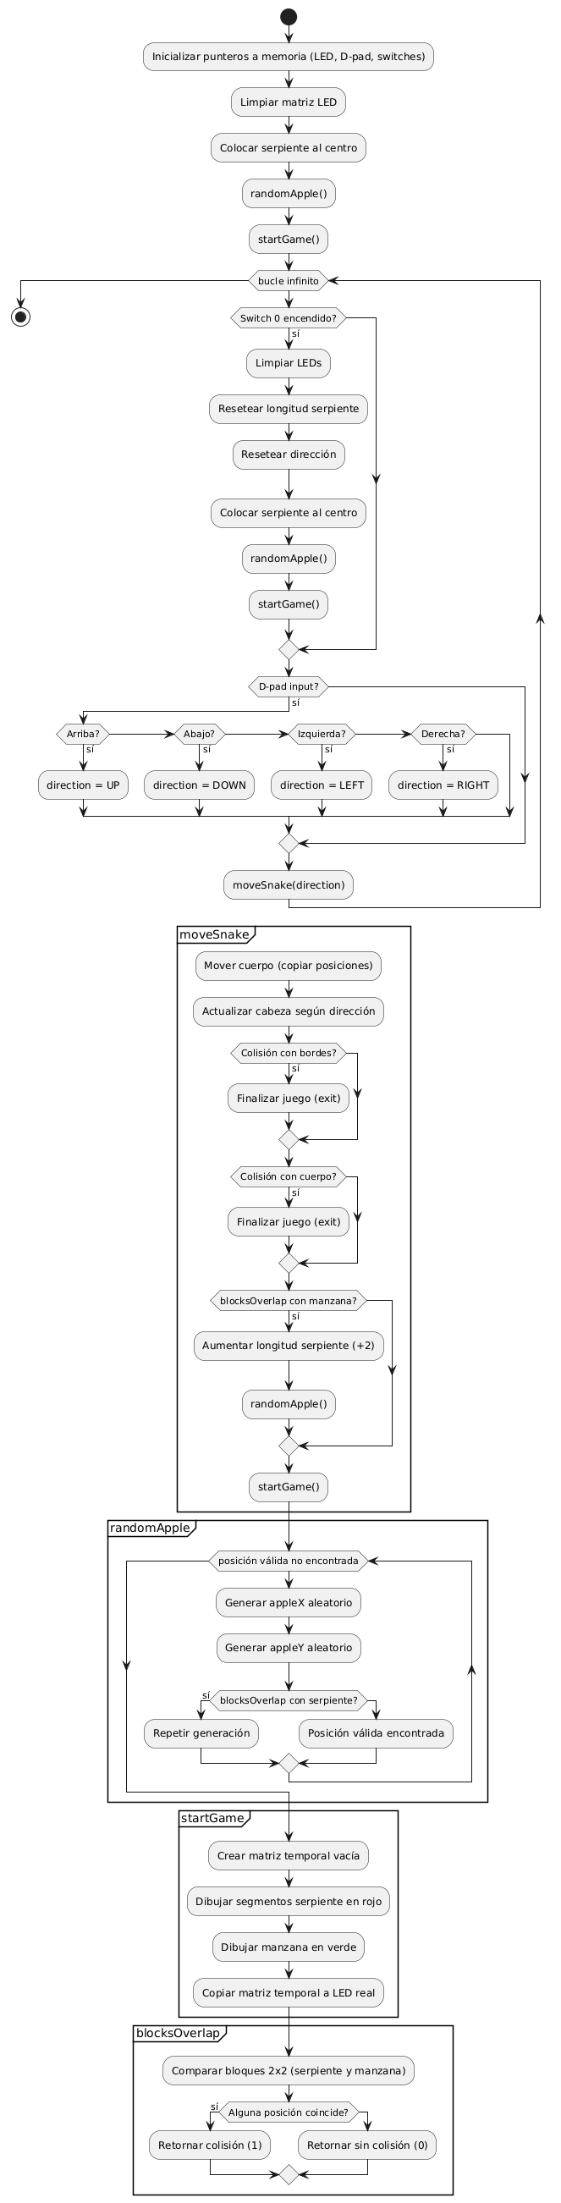 Inicializar punteros a memoria (LED, D-pad, switches)
Limpiar matriz LED
Colocar serpiente al centro
randomApple()
startGame()
bucle infinito
Switch 0 encendido?
sí
Limpiar LEDs
Resetear longitud serpiente
Resetear dirección
Colocar serpiente al centro
randomApple()
startGame()
D-pad input?
sí
Arriba?
Abajo?
Izquierda?
Derecha?
sí
sí
sí
sí
direction = UP
direction = DOWN
direction = LEFT
direction = RIGHT
moveSnake(direction)
moveSnake
Mover cuerpo (copiar posiciones)
Actualizar cabeza según dirección
Colisión con bordes?
sí
Finalizar juego (exit)
Colisión con cuerpo?
sí
Finalizar juego (exit)
blocksOverlap con manzana?
sí
Aumentar longitud serpiente (+2)
randomApple()
startGame()
randomApple
posición válida no encontrada
Generar appleX aleatorio
Generar appleY aleatorio
sí
blocksOverlap con serpiente?
Repetir generación
Posición válida encontrada
startGame
Crear matriz temporal vacía
Dibujar segmentos serpiente en rojo
Dibujar manzana en verde
Copiar matriz temporal a LED real
blocksOverlap
Comparar bloques 2x2 (serpiente y manzana)
sí
Alguna posición coincide?
Retornar colisión (1)
Retornar sin colisión (0)